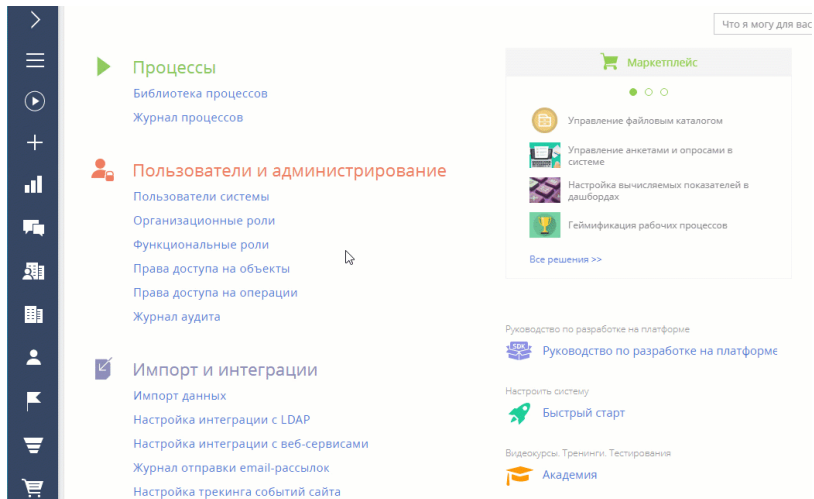 Что я могу для вас
Процессы
Библиотека процессов
Журнал процессов
Пользователи и администрирование
Пользователи системы
Организационные роли
Функциональные роли
Права доступа на объекты
Права доступа на операции
Журнал аудита
Импорт и интеграции
Импорт данных
Настройка интеграции с LDAP
Настройка интеграции с веб-сервисами
Журнал отправки email-рассылок
Настройка трекинга событий сайта
Маркетплейс
Управление файловым каталогом
Управление анкетами и опросами в
системе
Настройка вычисляемых показателей в
дашбордах
Геймификация рабочих процессов
Все решения >>
Руководство по разработке на платформе
SDK
Руководство по разработке на платформе
Настроить систему
Быстрый старт
Видеокурсы. Тренинги. Тестирования
Академия